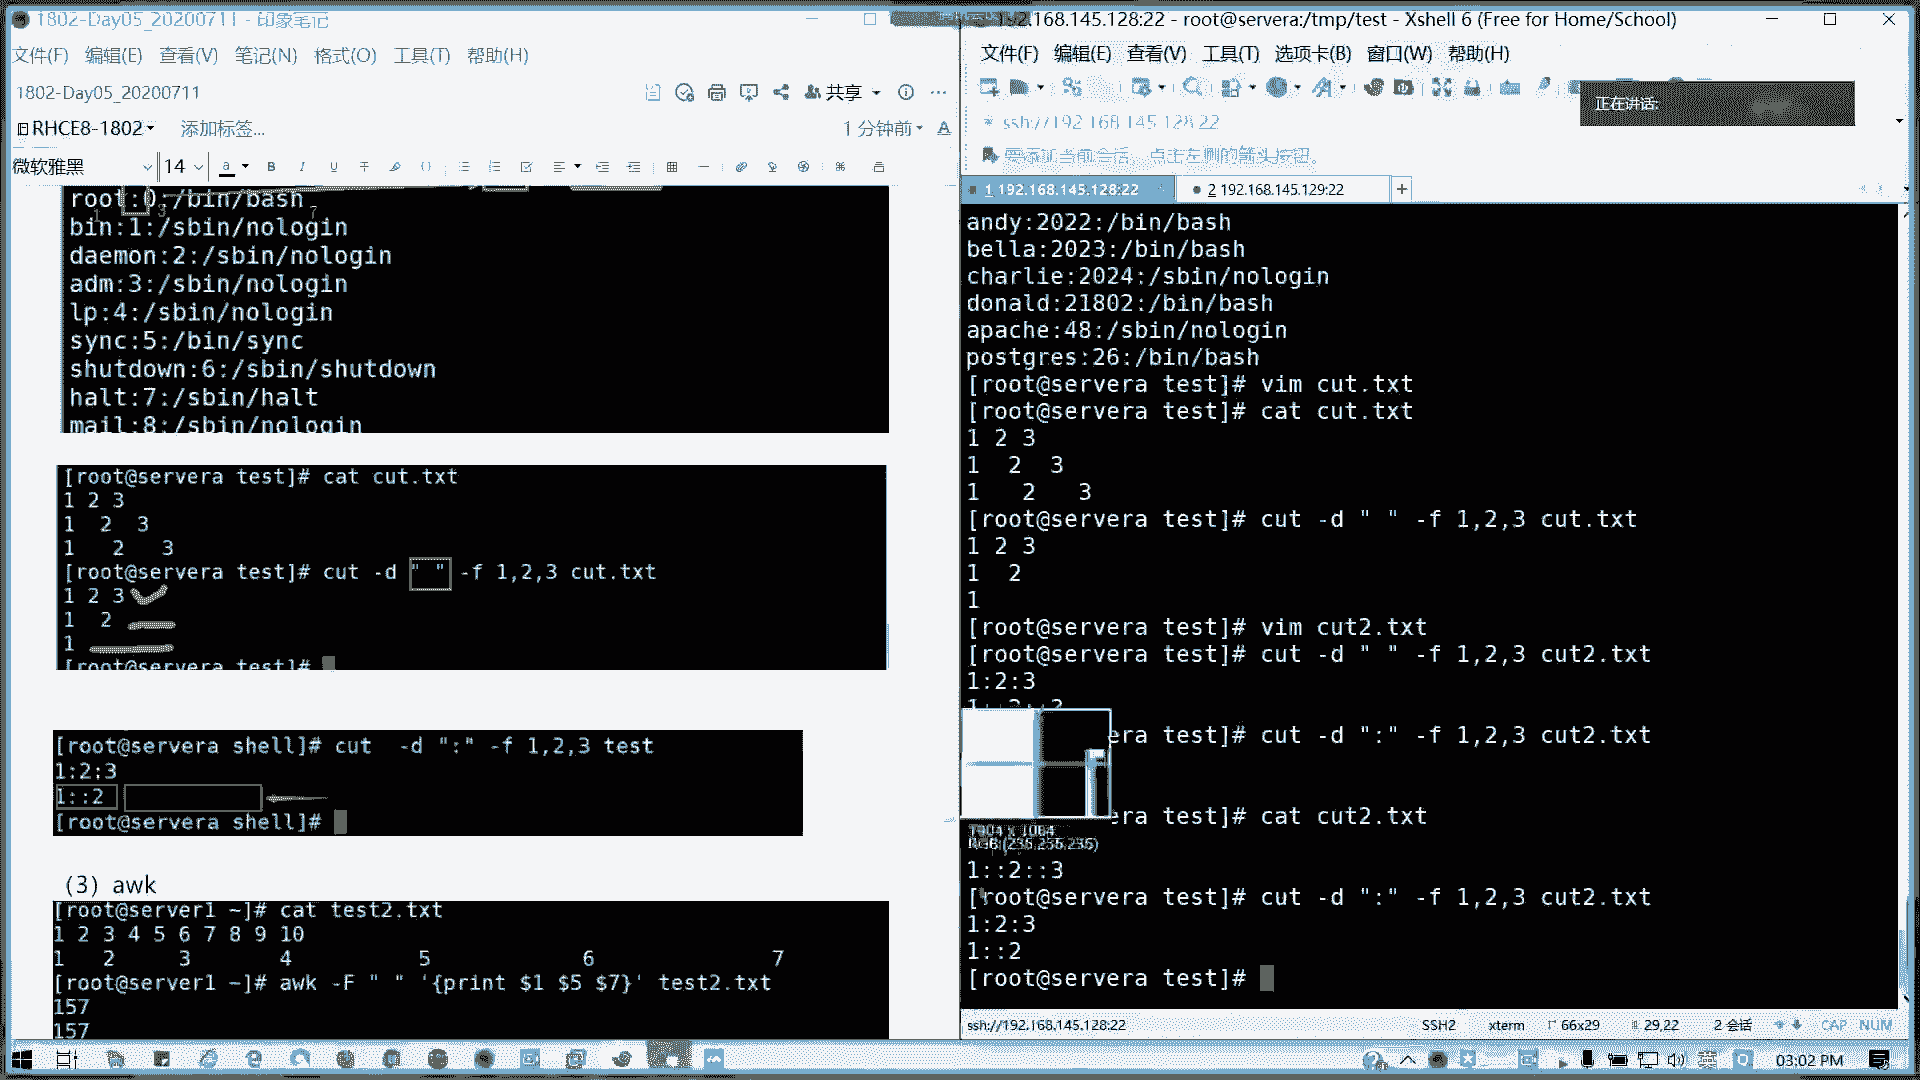 1802-Day05_20200711 - 印象笔记
文件(F) 编辑(E) 查看(V) 笔记(N) 格式(O) 工具(T) 帮助(H)
1802-Day05_20200711
共享
RHCE8-1802
添加标签...
1 分钟前
微软雅黑
14
root:0:/bin/bash
bin:1:/sbin/nologin
daemon:2:/sbin/nologin
adm:3:/sbin/nologin
lp:4:/sbin/nologin
sync:5:/bin/sync
shutdown:6:/sbin/shutdown
halt:7:/sbin/halt
mail:8:/sbin/nologin
[root@servera test]# cat cut.txt
1 2 3
1  2  3
1   2   3
[root@servera test]# cut -d " " -f 1,2,3 cut.txt
1 2 3
1  2
1
[root@servera test]#
[root@servera shell]# cut  -d ":" -f 1,2,3 test
1:2:3
1::2
[root@servera shell]#
（3）awk
[root@server1 ~]# cat test2.txt
1 2 3 4 5 6 7 8 9 10
1   2     3       4          5            6              7
[root@server1 ~]# awk -F " " '{print $1 $5 $7}' test2.txt
157
157
192.168.145.128:22 - root@servera:/tmp/test - Xshell 6 (Free for Home/School)
文件(F) 编辑(E) 查看(V) 工具(T) 选项卡(B) 窗口(W) 帮助(H)
正在讲话:
ssh://192.168.145.128:22
要添加当前会话，点击左侧的箭头按钮。
1 192.168.145.128:22
2 192.168.145.129:22
andy:2022:/bin/bash
bella:2023:/bin/bash
charlie:2024:/sbin/nologin
donald:21802:/bin/bash
apache:48:/sbin/nologin
postgres:26:/bin/bash
[root@servera test]# vim cut.txt
[root@servera test]# cat cut.txt
1 2 3
1  2  3
1   2   3
[root@servera test]# cut -d " " -f 1,2,3 cut.txt
1 2 3
1  2
1
[root@servera test]# vim cut2.txt
[root@servera test]# cut -d " " -f 1,2,3 cut2.txt
1:2:3
1::2::3
era test]# cut -d ":" -f 1,2,3 cut2.txt
era test]# cat cut2.txt
1::2::3
[root@servera test]# cut -d ":" -f 1,2,3 cut2.txt
1:2:3
1::2
[root@servera test]#
ssh://192.168.145.128:22
SSH2
xterm
66x29
29,22
2 会话
CAP NUM
英
03:02 PM